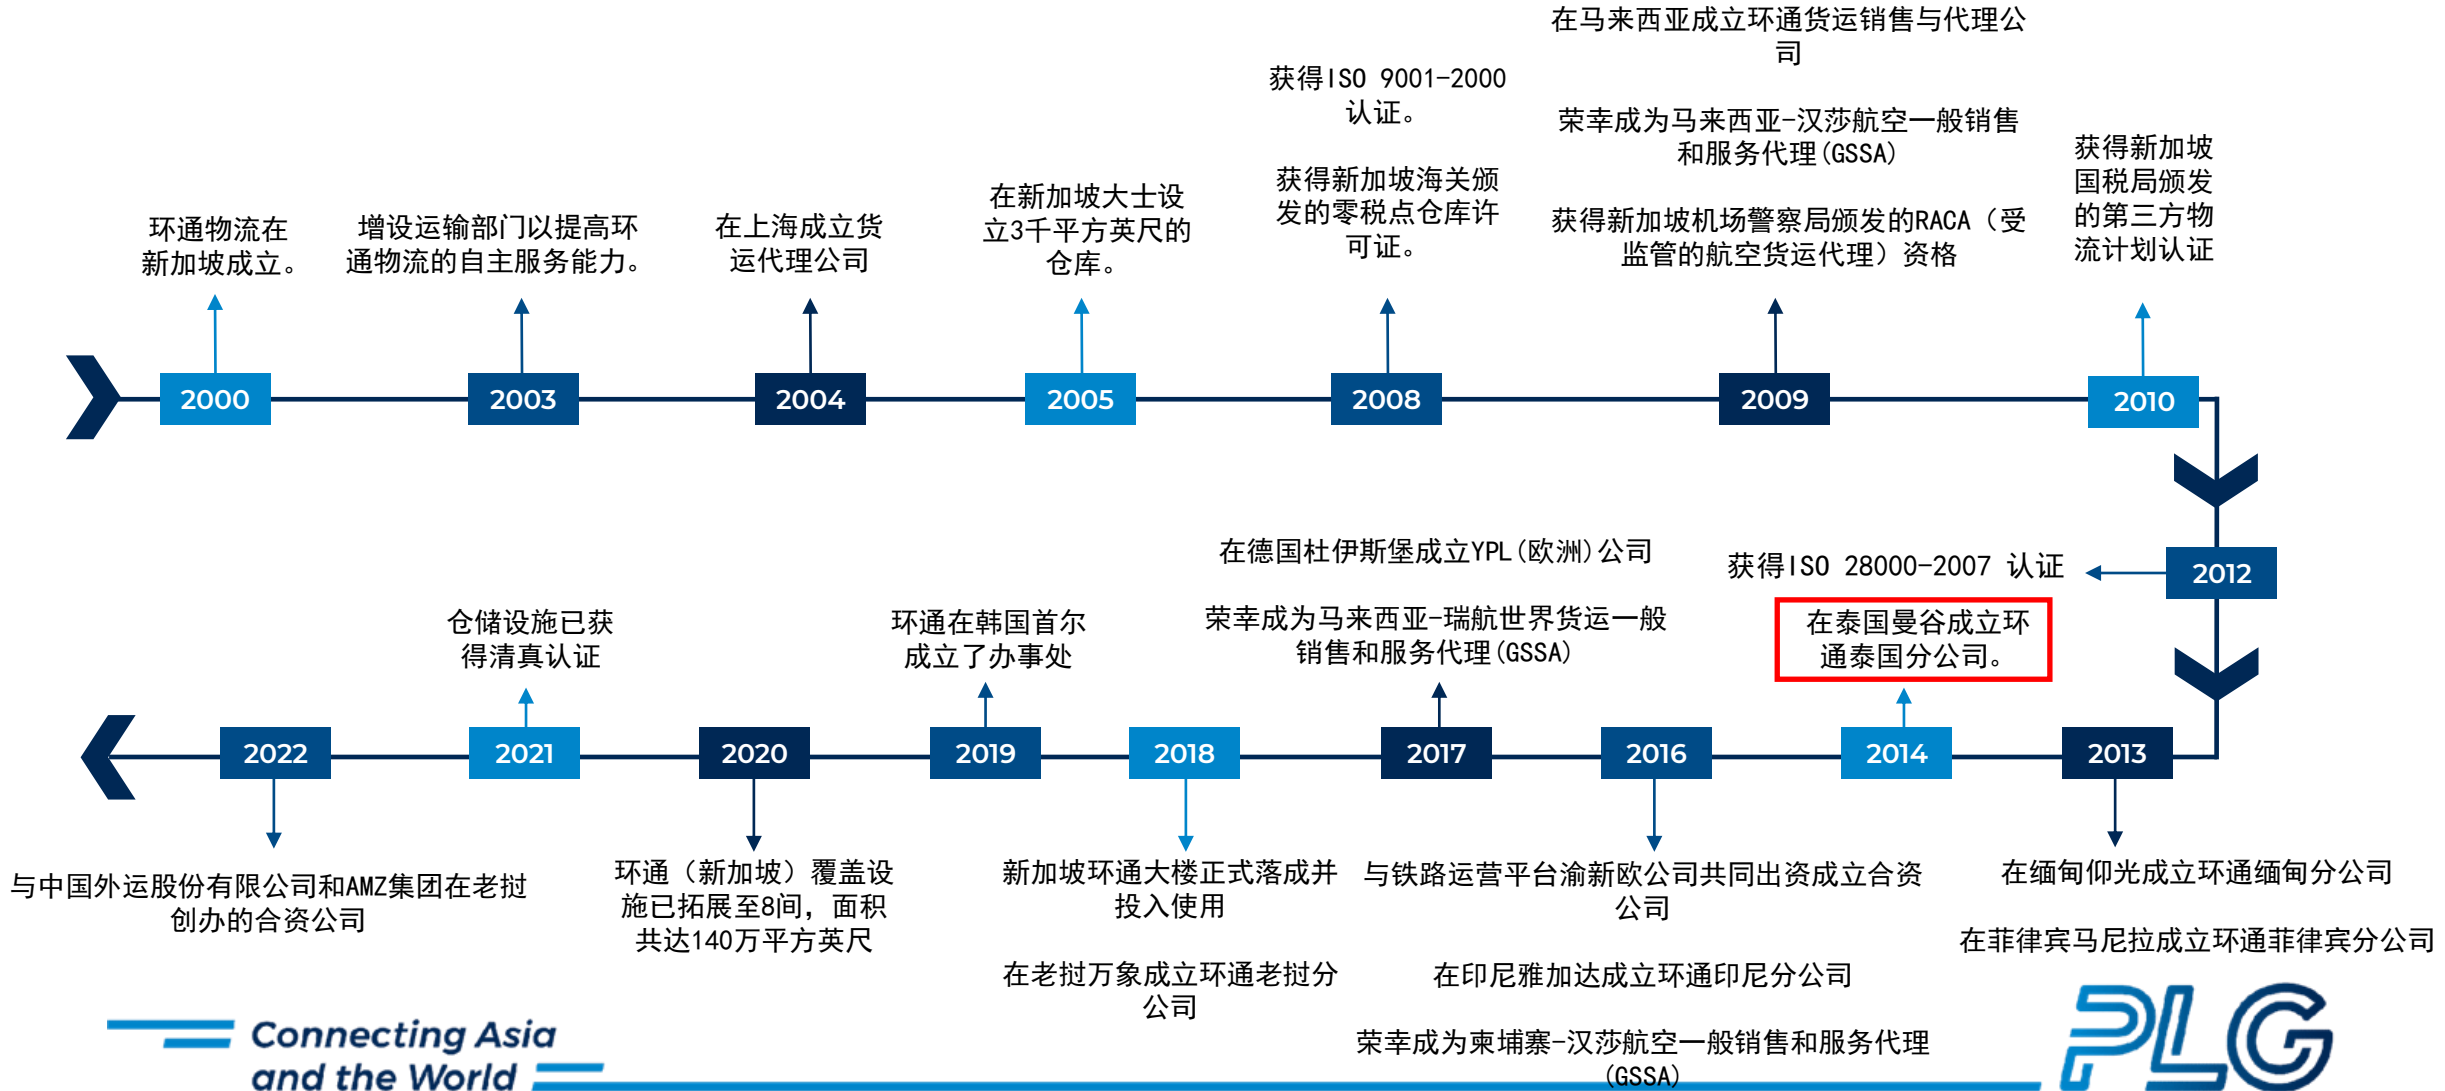 环通物流在
新加坡成立。
增设运输部门以提高环
通物流的自主服务能力。
在上海成立货
运代理公司
在新加坡大士设
立3千平方英尺的
仓库。
获得ISO 9001-2000
认证。
获得新加坡海关颁
发的零税点仓库许
可证。
在马来西亚成立环通货运销售与代理公
司
荣幸成为马来西亚-汉莎航空一般销售
和服务代理(GSSA)
获得新加坡机场警察局颁发的RACA（受
监管的航空货运代理）资格
获得新加坡
国税局颁发
的第三方物
流计划认证
2000
2003
2004
2005
2008
2009
2010
获得ISO 28000-2007 认证
2012
仓储设施已获
得清真认证
环通在韩国首尔
成立了办事处
在德国杜伊斯堡成立YPL(欧洲)公司
荣幸成为马来西亚-瑞航世界货运一般
销售和服务代理(GSSA)
在泰国曼谷成立环
通泰国分公司。
2022
2021
2020
2019
2018
2017
2016
2014
2013
与中国外运股份有限公司和AMZ集团在老挝
创办的合资公司
环通（新加坡）覆盖设
施已拓展至8间，面积
共达140万平方英尺
新加坡环通大楼正式落成并
投入使用
在老挝万象成立环通老挝分
公司
与铁路运营平台渝新欧公司共同出资成立合资
公司
在印尼雅加达成立环通印尼分公司
荣幸成为柬埔寨-汉莎航空一般销售和服务代理
(GSSA)
在缅甸仰光成立环通缅甸分公司
在菲律宾马尼拉成立环通菲律宾分公司
Connecting Asia
and the World
PLG